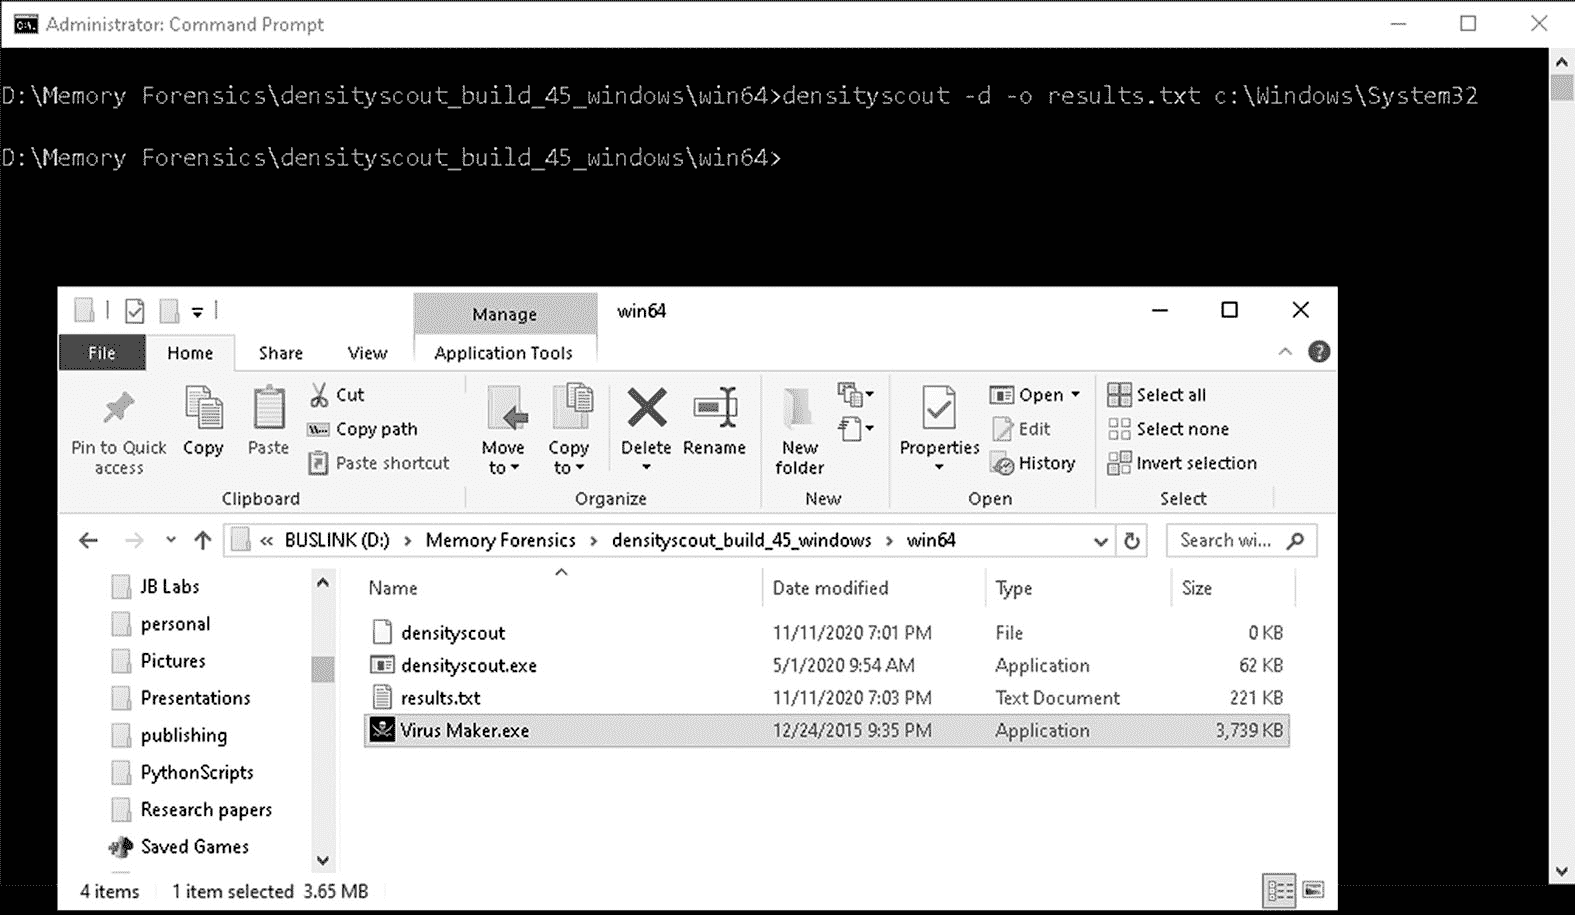 Administrator: Command Prompt
D:\Memory Forensics\densityscout_build_45_windows\win64>densityscout -d -o results.txt c:\Windows\System32
D:\Memory Forensics\densityscout_build_45_windows\win64>
Manage win64
File Home Share View Application Tools
Pin to Quick access
Copy
Paste
Cut
Copy path
Paste shortcut
Move to
Copy to
Delete
Rename
New folder
Properties
Open
Edit
History
Select all
Select none
Invert selection
Clipboard Organize New Open Select
« BUSLINK (D:) > Memory Forensics > densityscout_build_45_windows > win64 Search wi...
JB Labs
personal
Pictures
Presentations
publishing
PythonScripts
Research papers
Saved Games
Name Date modified Type Size
densityscout 11/11/2020 7:01 PM File 0 KB
densityscout.exe 5/1/2020 9:54 AM Application 62 KB
results.txt 11/11/2020 7:03 PM Text Document 221 KB
Virus Maker.exe 12/24/2015 9:35 PM Application 3,739 KB
4 items 1 item selected 3.65 MB